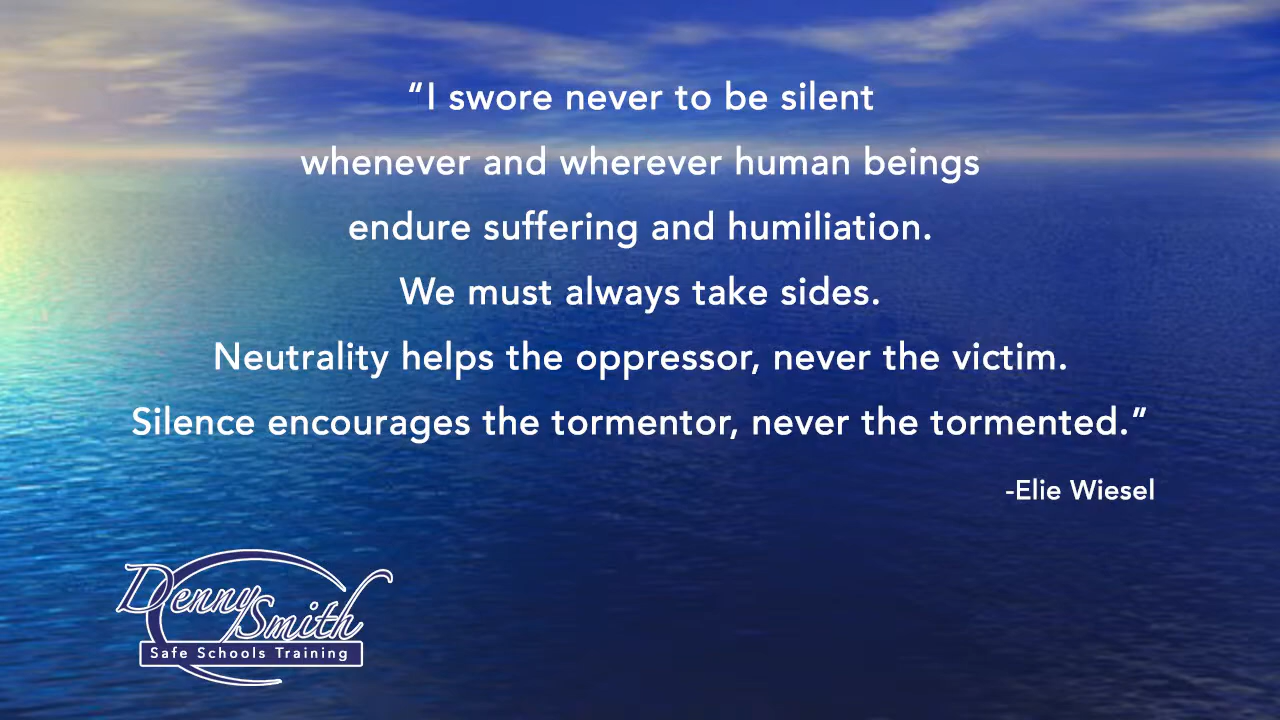 “I swore never to be silent
whenever and wherever human beings
endure suffering and humiliation.
We must always take sides.
Neutrality helps the oppressor, never the victim.
Silence encourages the tormentor, never the tormented.”
-Elie Wiesel
Denny Smith
Safe Schools Training